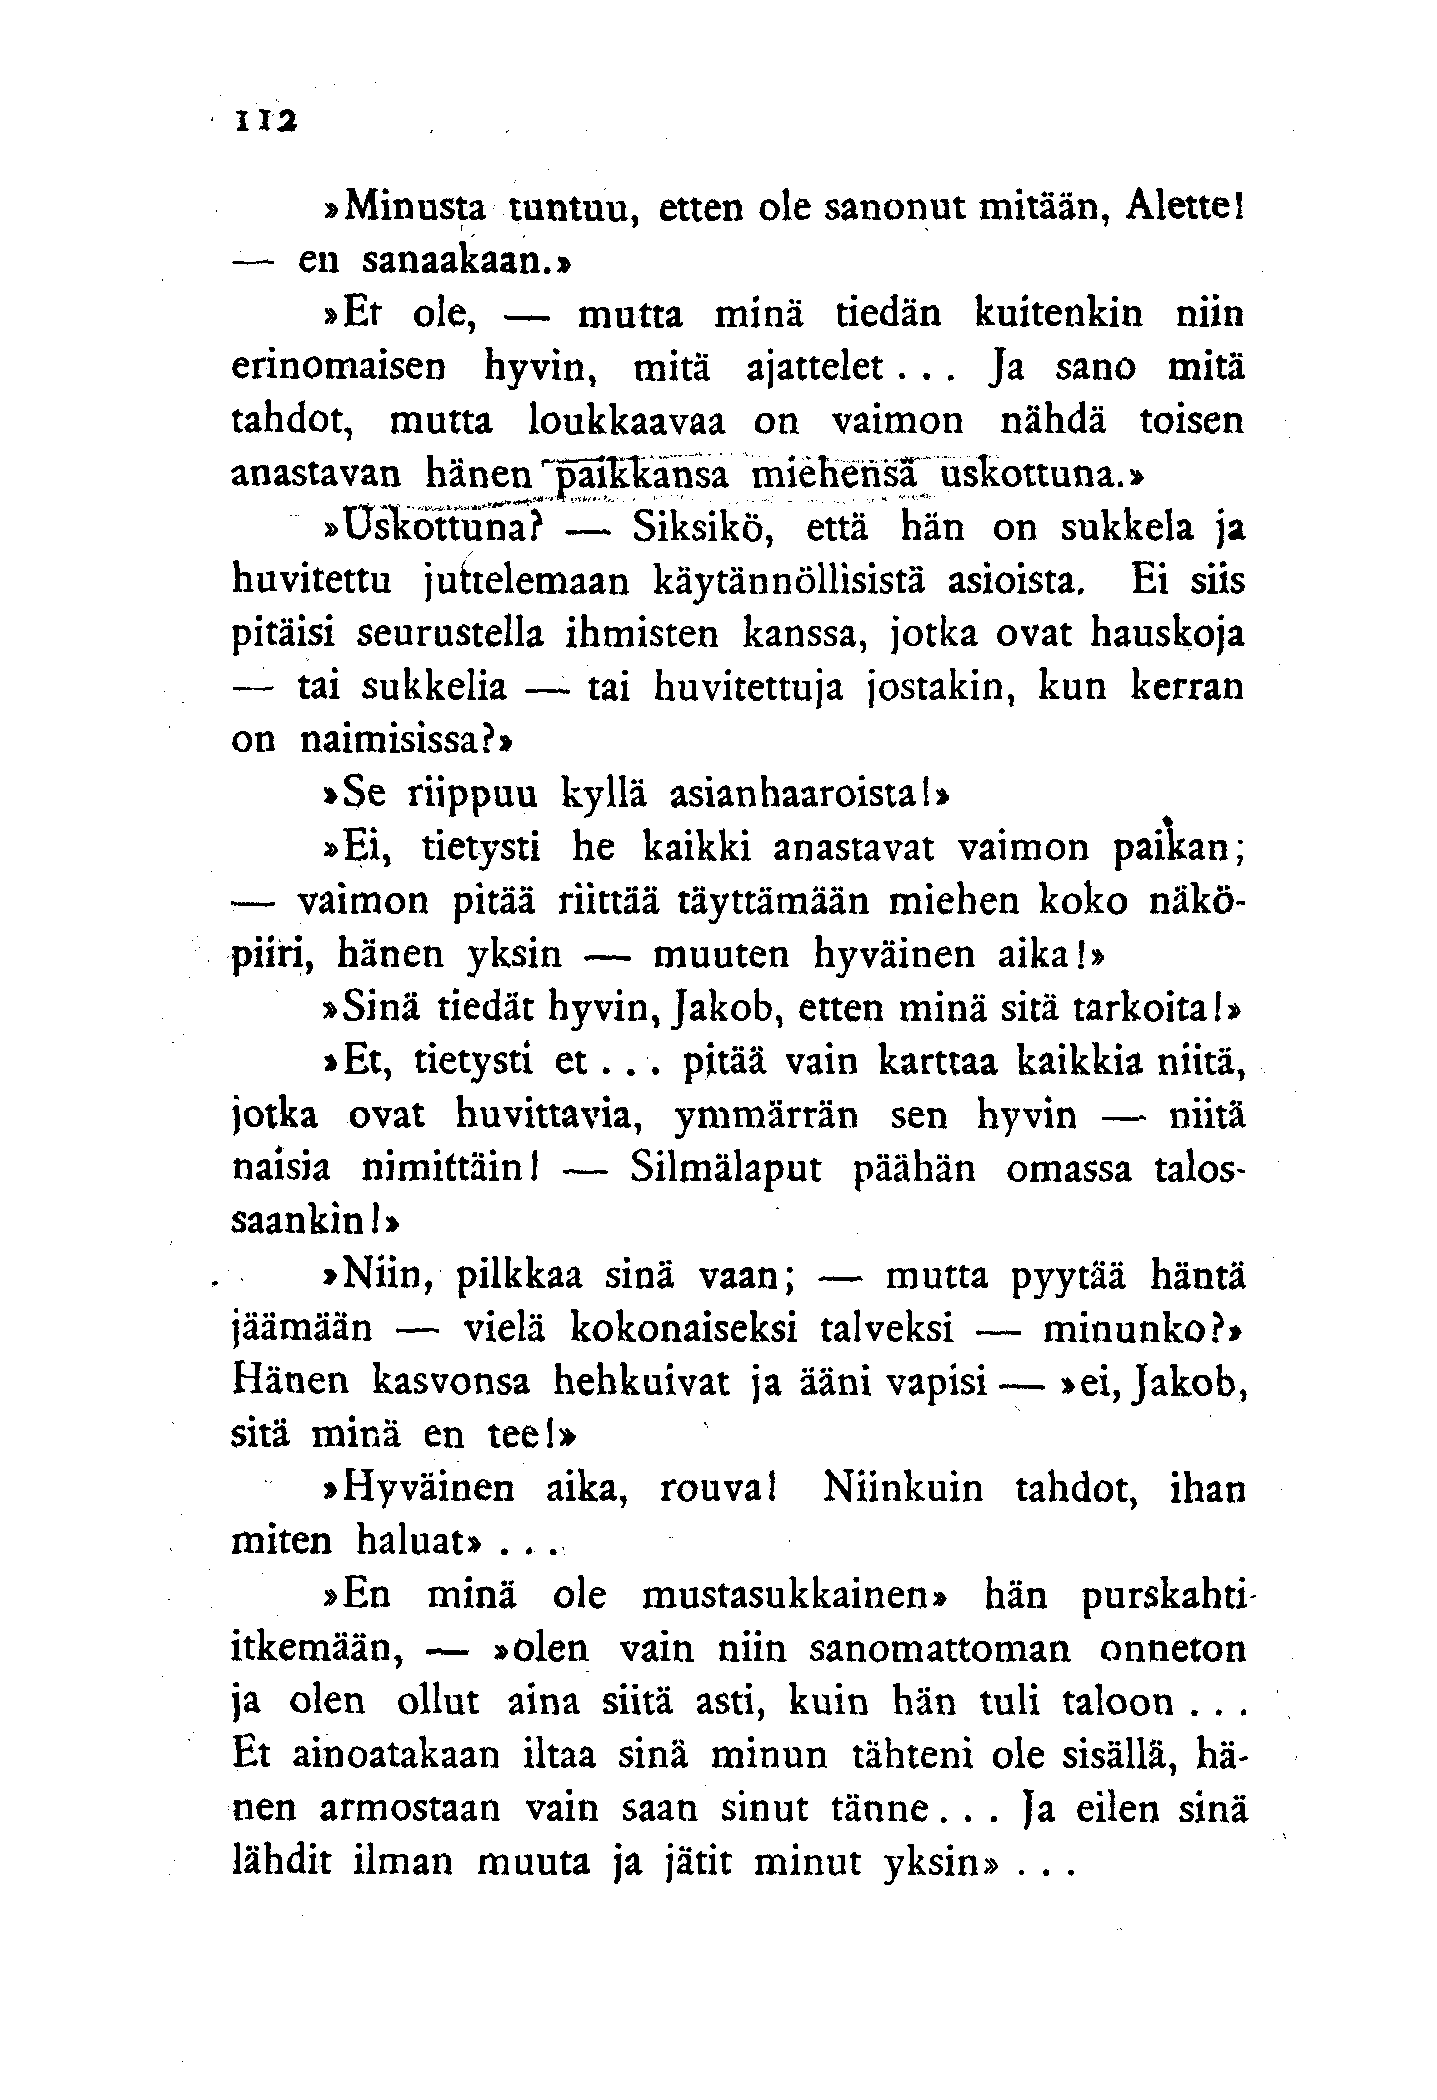 112
»Minusta tuntuu, etten ole sanonut mitään, Alette!
— en sanaakaan.»
»Et ole, — mutta minä tiedän kuitenkin niin
erinomaisen hyvin, mitä ajattelet . . . Ja sano mitä
tahdot, mutta loukkaavaa on vaimon nähdä toisen
anastavan hänen paikkansa miehensä uskottuna.»
»Uskottuna? — Siksikö, että hän on sukkela ja
huvitettu juttelemaan käytännöllisistä asioista. Ei siis
pitäisi seurustella ihmisten kanssa, jotka ovat hauskoja
— tai sukkelia — tai huvitettuja jostakin, kun kerran
on naimisissa?»
»Se riippuu kyllä asianhaaroista!»
»Ei, tietysti he kaikki anastavat vaimon paikan;
— vaimon pitää riittää täyttämään miehen koko näkö-
piiri, hänen yksin — muuten hyväinen aika!»
»Sinä tiedät hyvin, Jakob, etten minä sitä tarkoita!»
»Et, tietysti et . . . pitää vain karttaa kaikkia niitä,
jotka ovat huvittavia, ymmärrän sen hyvin — niitä
naisia nimittäin! — Silmälaput päähän omassa talos-
saankin!»
»Niin, pilkkaa sinä vaan; — mutta pyytää häntä
jäämään — vielä kokonaiseksi talveksi — minunko?»
Hänen kasvonsa hehkuivat ja ääni vapisi — »ei, Jakob,
sitä minä en tee!»
»Hyväinen aika, rouva! Niinkuin tahdot, ihan
miten haluat» . . .
»En minä ole mustasukkainen» hän purskahti-
itkemään, — »olen vain niin sanomattoman onneton
ja olen ollut aina siitä asti, kuin hän tuli taloon . . .
Et ainoatakaan iltaa sinä minun tähteni ole sisällä, hä-
nen armostaan vain saan sinut tänne . . . Ja eilen sinä
lähdit ilman muuta ja jätit minut yksin» . . .